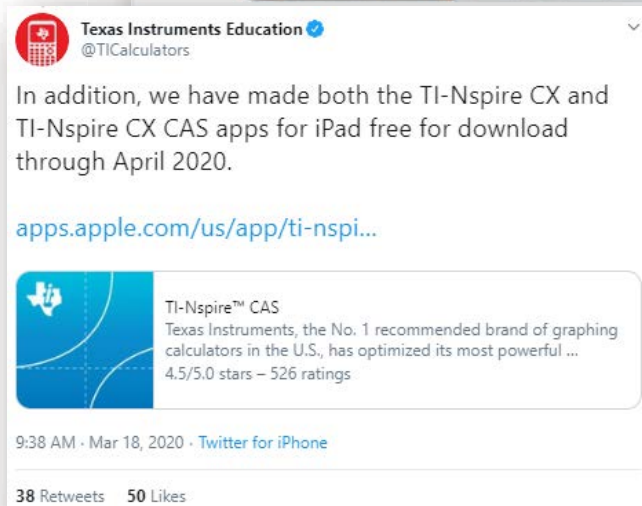 Texas Instruments Education
@TICalculators
In addition, we have made both the TI-Nspire CX and
TI-Nspire CX CAS apps for iPad free for download
through April 2020.
apps.apple.com/us/app/ti-nspi...
TI-Nspire™ CAS
Texas Instruments, the No. 1 recommended brand of graphing
calculators in the U.S., has optimized its most powerful ...
4.5/5.0 stars – 526 ratings
9:38 AM · Mar 18, 2020 · Twitter for iPhone
38 Retweets 50 Likes